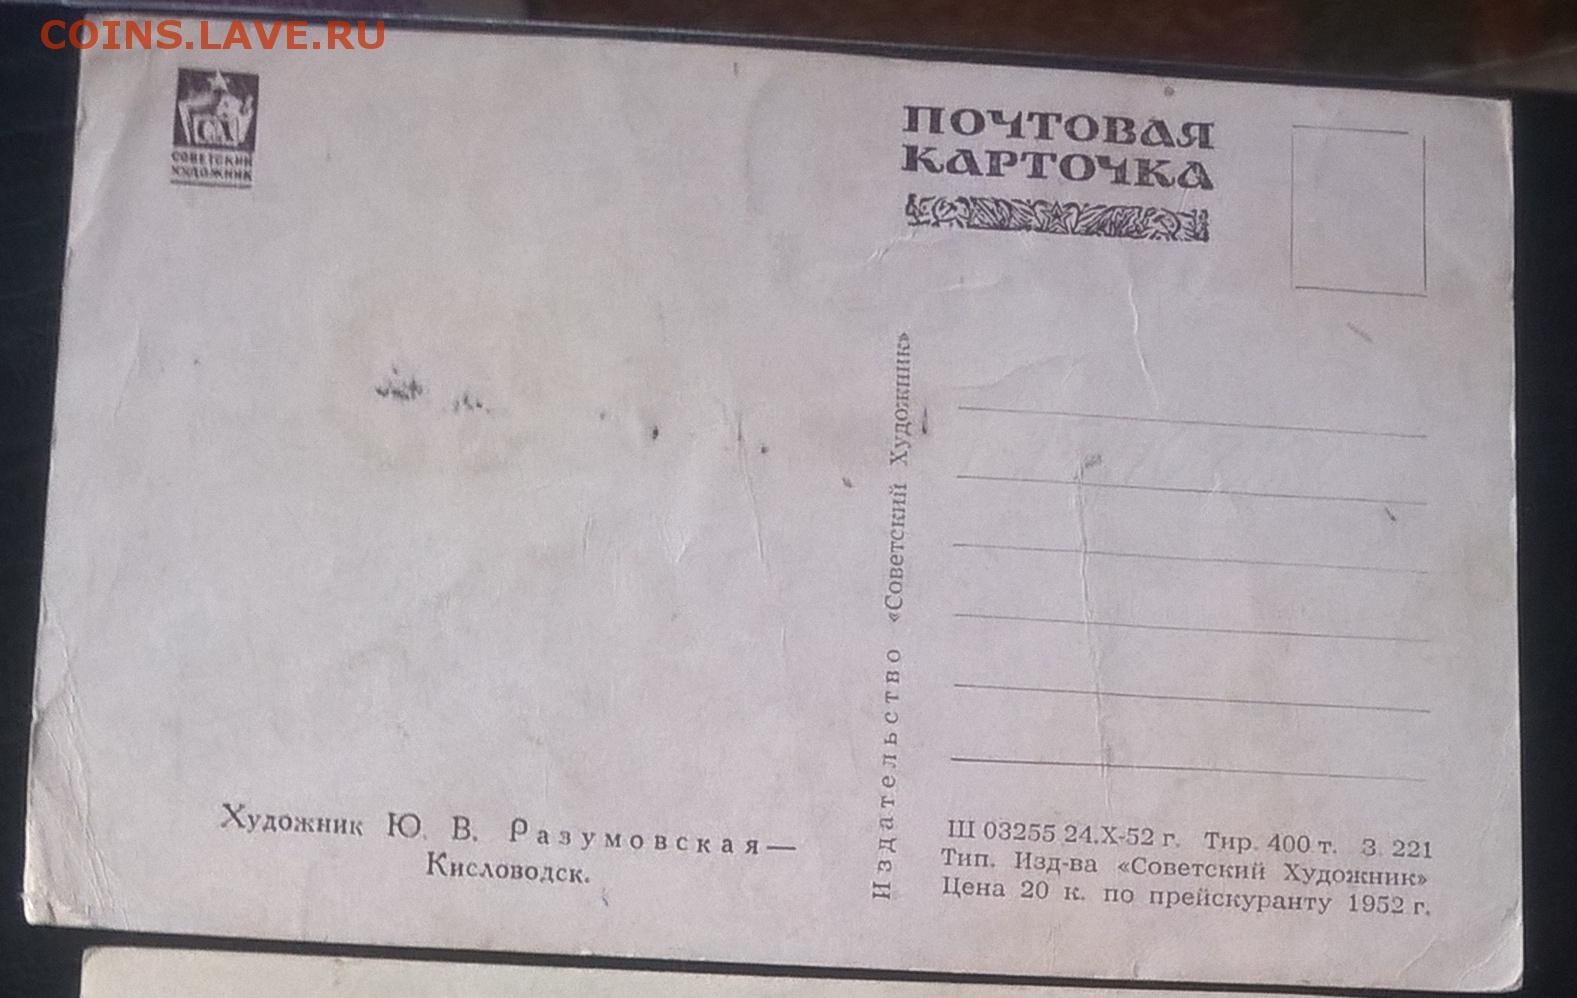 COINS.LAVE.RU
СХ
СОВЕТСКИЙ
ХУДОЖНИК
ПОЧТОВАЯ
КАРТОЧКА
Издательство «Советский Художник»
Художник Ю. В. Разумовская—
Кисловодск.
Ш 03255 24.X-52 г. Тир. 400 т. З. 221
Тип. Изд-ва «Советский Художник»
Цена 20 к. по прейскуранту 1952 г.